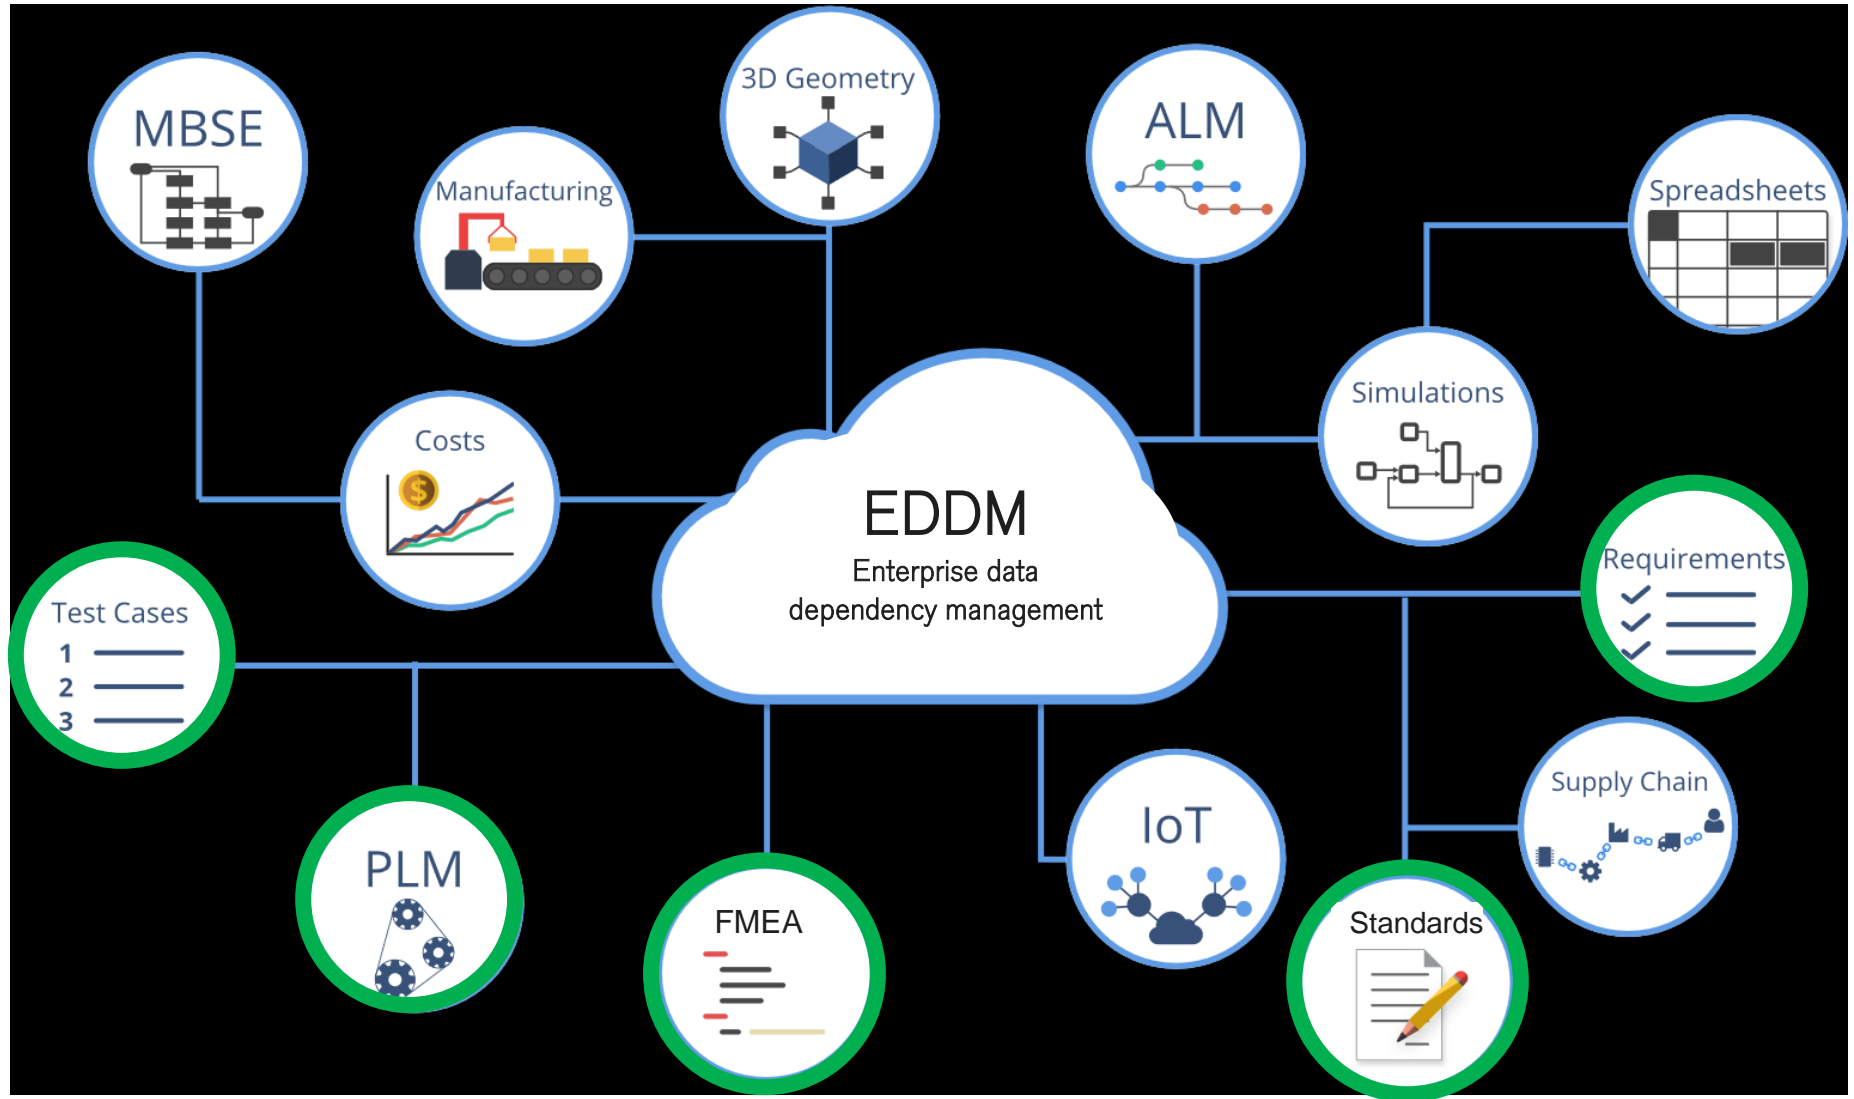 3D Geometry
MBSE
ALM
Manufacturing
Spreadsheets
Simulations
Costs
$
EDDM
Enterprise data
dependency management
Requirements
Test Cases
1
2
3
Supply Chain
IoT
PLM
FMEA
Standards